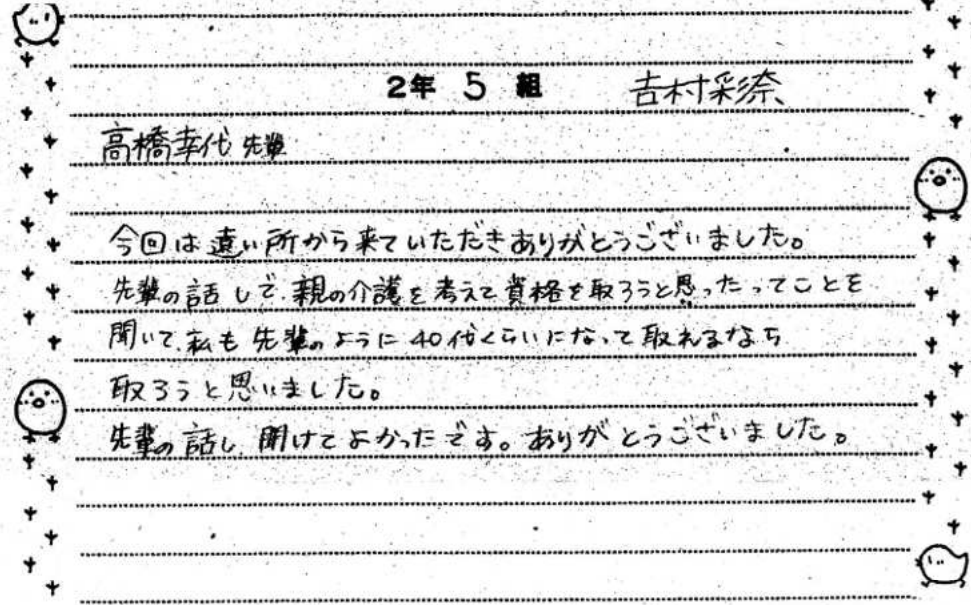 2年 5 組 吉村彩奈
高橋幸代 先輩
今回は遠い所から来ていただきありがとうございました。
先輩の話しで、親の介護を考えて資格を取ろうと思ったってことを
聞いて、私も先輩のように40代くらいになって取れるなら
取ろうと思いました。
先輩の話し、聞けてよかったです。ありがとうございました。